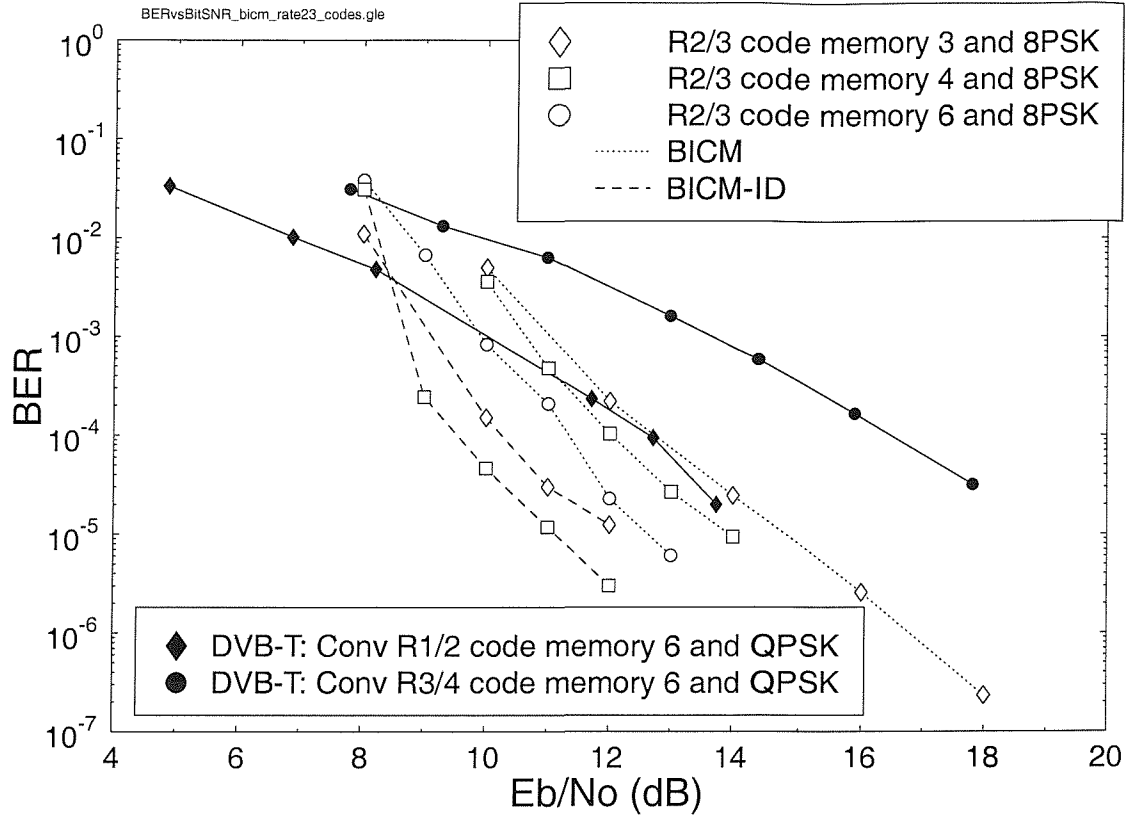 BERvsBitSNR_bicm_rate23_codes.gle
R2/3 code memory 3 and 8PSK
R2/3 code memory 4 and 8PSK
R2/3 code memory 6 and 8PSK
BICM
BICM-ID
10^0
10^-1
10^-2
10^-3
10^-4
10^-5
10^-6
10^-7
BER
DVB-T: Conv R1/2 code memory 6 and QPSK
DVB-T: Conv R3/4 code memory 6 and QPSK
4 6 8 10 12 14 16 18 20
Eb/No (dB)